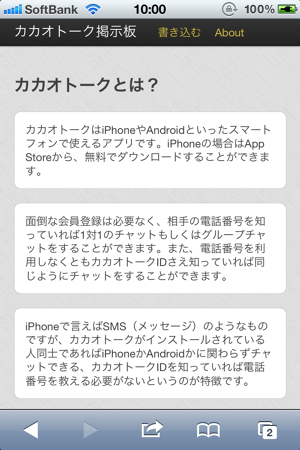 SoftBank 10:00 100%
カカオトーク掲示板 書き込む About
カカオトークとは？
カカオトークはiPhoneやAndroidといったスマート
フォンで使えるアプリです。iPhoneの場合はApp
Storeから、無料でダウンロードすることができま
す。
面倒な会員登録は必要なく、相手の電話番号を知
っていれば1対1のチャットもしくはグループチャ
ットをすることができます。また、電話番号を利
用しなくともカカオトークIDさえ知っていれば同
じようにチャットをすることができます。
iPhoneで言えばSMS（メッセージ）のようなもの
ですが、カカオトークがインストールされている
人同士であればiPhoneかAndroidかに関わらずチャ
ットできる、カカオトークIDを知っていれば電話
番号を教える必要がないというのが特徴です。
2